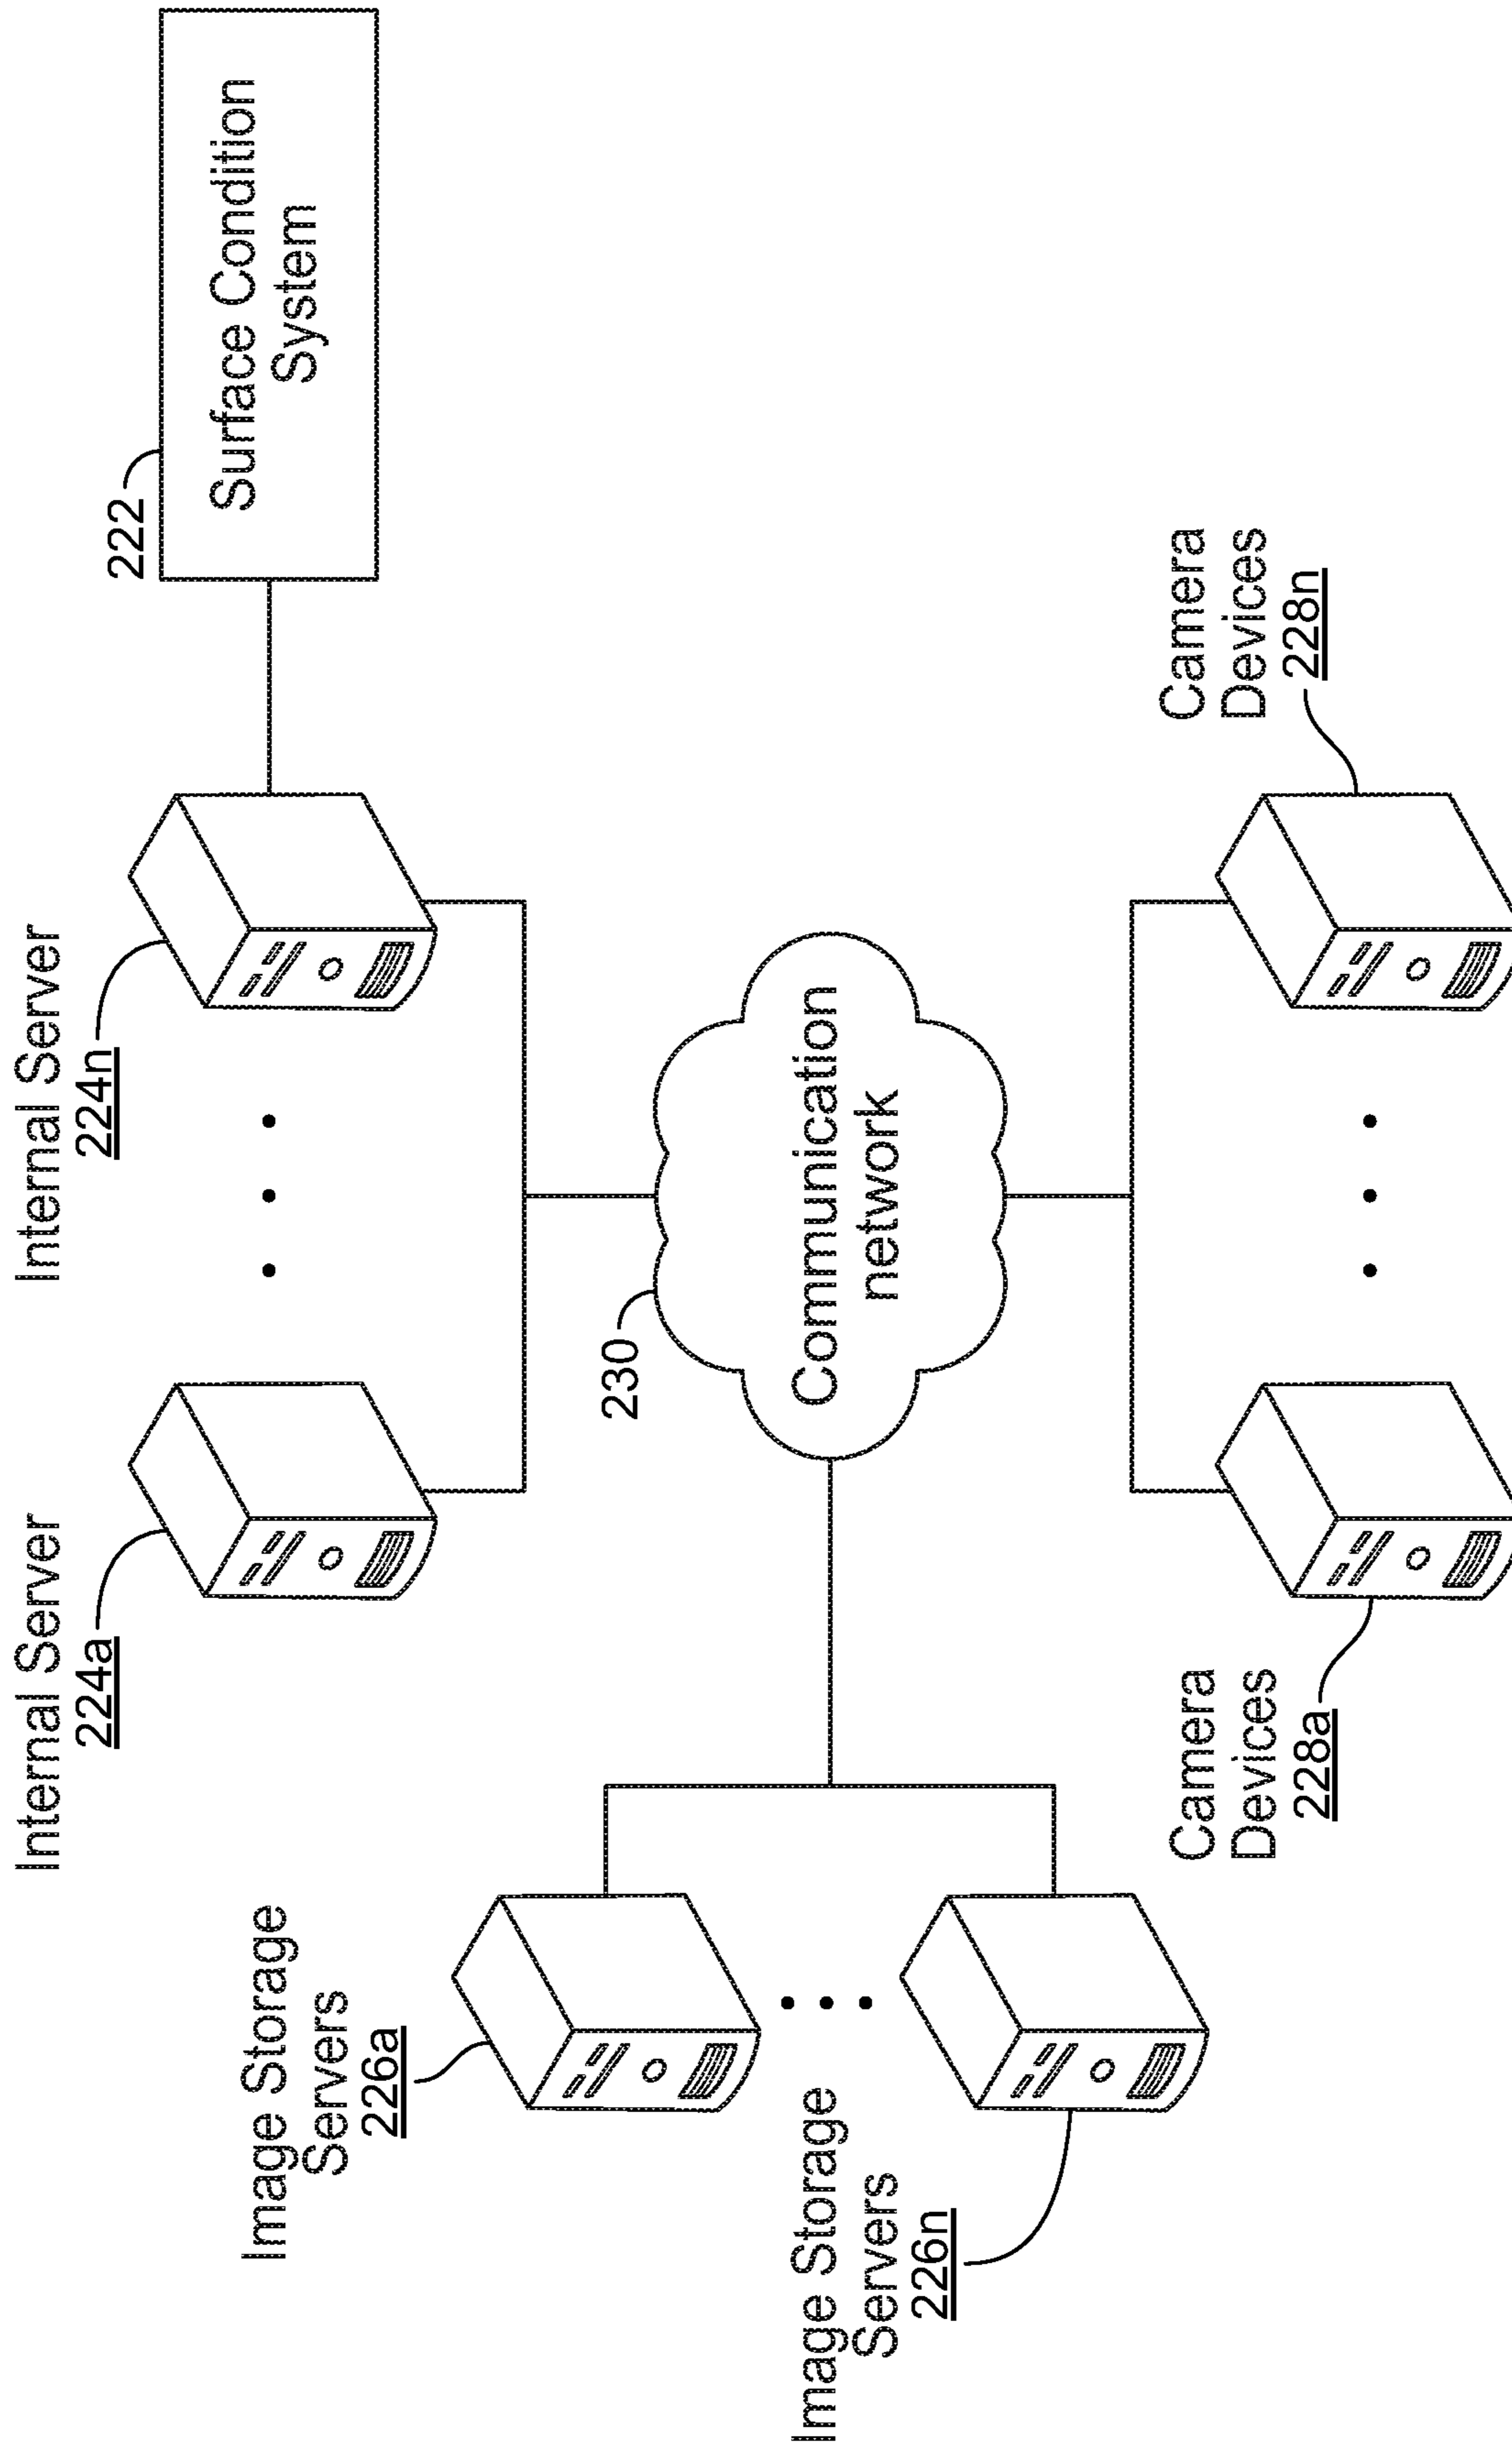 Internal Server
224a
Internal Server
224n
222
Surface Condition
System
Image Storage
Servers
226a
230
Communication
network
Image Storage
Servers
226n
Camera
Devices
228a
Camera
Devices
228n